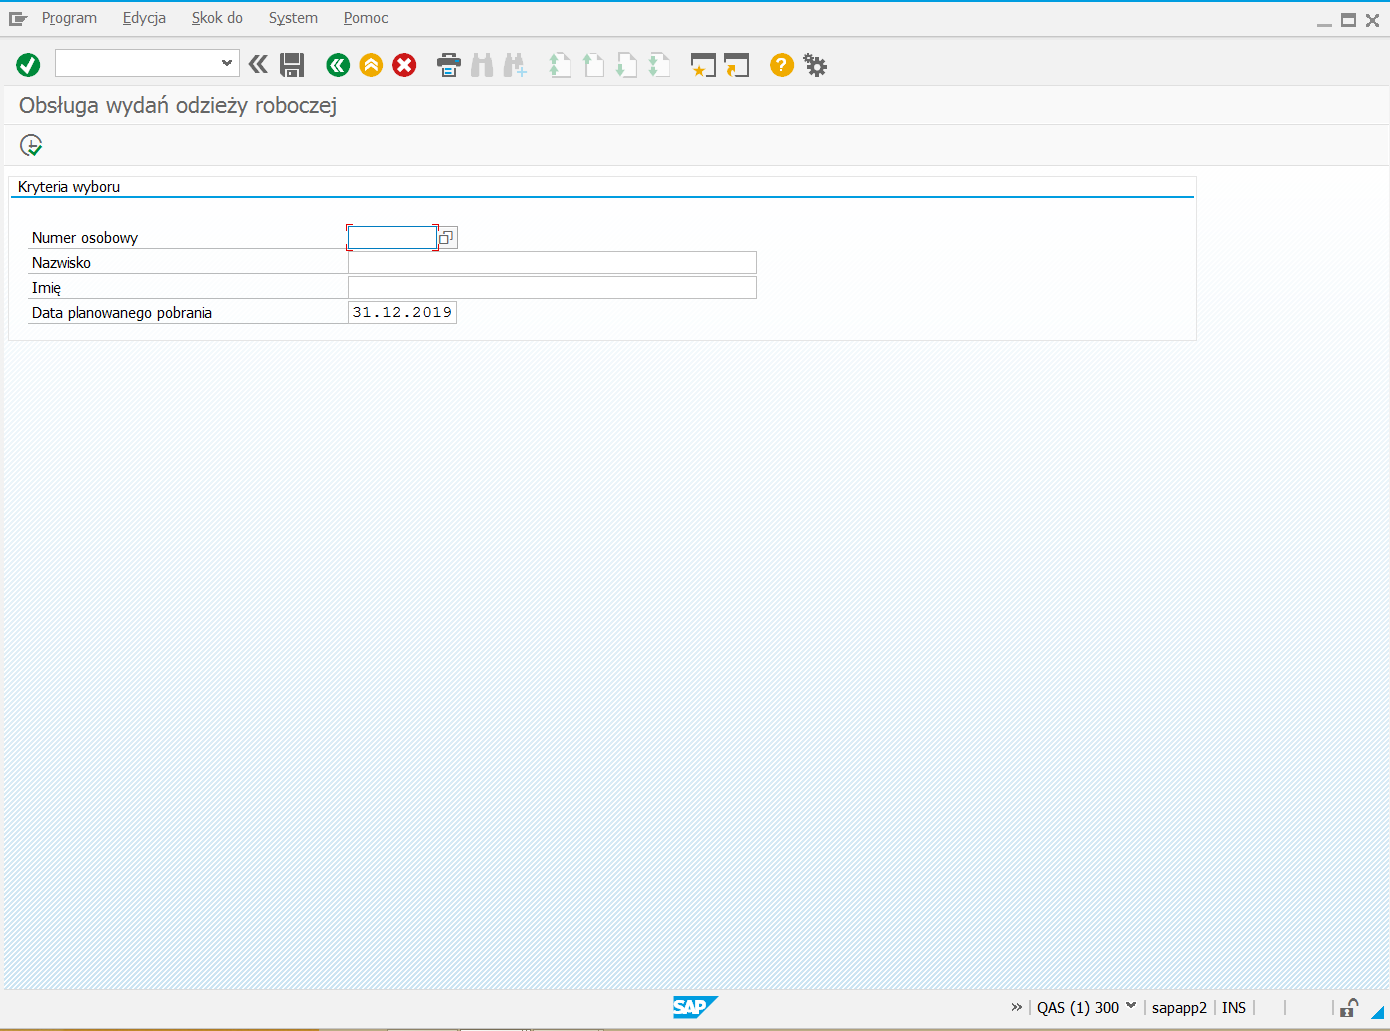 Program Edycja Skok do System Pomoc
Obsługa wydań odzieży roboczej
Kryteria wyboru
Numer osobowy
Nazwisko
Imię
Data planowanego pobrania 31.12.2019
SAP » QAS (1) 300 sapapp2 INS